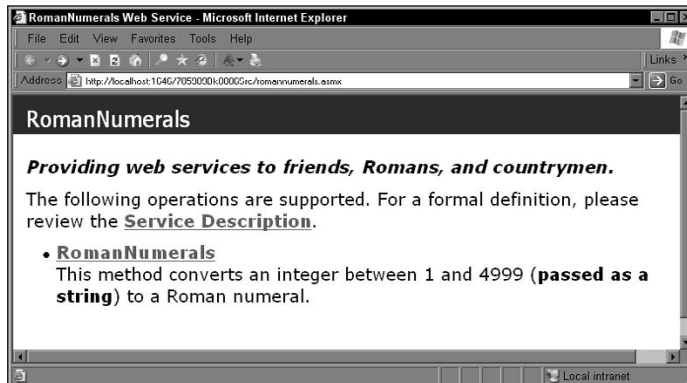 RomanNumerals Web Service - Microsoft Internet Explorer
File Edit View Favorites Tools Help
Links
Address
Go
RomanNumerals
Providing web services to friends, Romans, and countrymen.
The following operations are supported. For a formal definition, please
review the Service Description.
• RomanNumerals
This method converts an integer between 1 and 4999 (passed as a
string) to a Roman numeral.
Local intranet